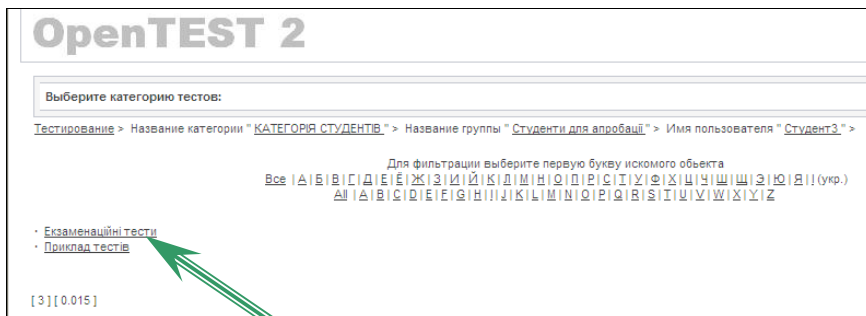 OpenTEST 2
Выберите категорию тестов:
Тестирование > Название категории " КАТЕГОРІЯ СТУДЕНТІВ " > Название группы " Студенти для апробації " > Имя пользователя " Студент3 " >
Для фильтрации выберите первую букву искомого обьекта
Все | А | Б | В | Г | Д | Е | Ё | Ж | З | И | Й | К | Л | М | Н | О | П | Р | С | Т | У | Ф | Х | Ц | Ч | Ш | Щ | Э | Ю | Я | І (укр.)
All | A | B | C | D | E | F | G | H | I | J | K | L | M | N | O | P | Q | R | S | T | U | V | W | X | Y | Z
· Екзаменаційні тести
· Приклад тестів
[ 3 ] [ 0.015 ]